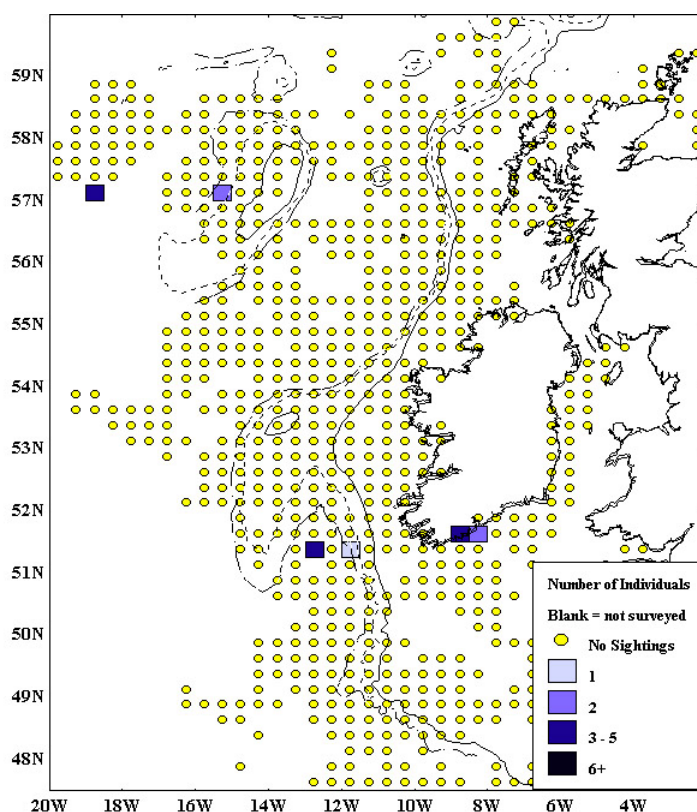 59N
58N
57N
56N
55N
54N
53N
52N
51N
50N
49N
48N
20W 18W 16W 14W 12W 10W 8W 6W 4W
Number of Individuals
Blank = not surveyed
No Sightings
1
2
3 - 5
6+